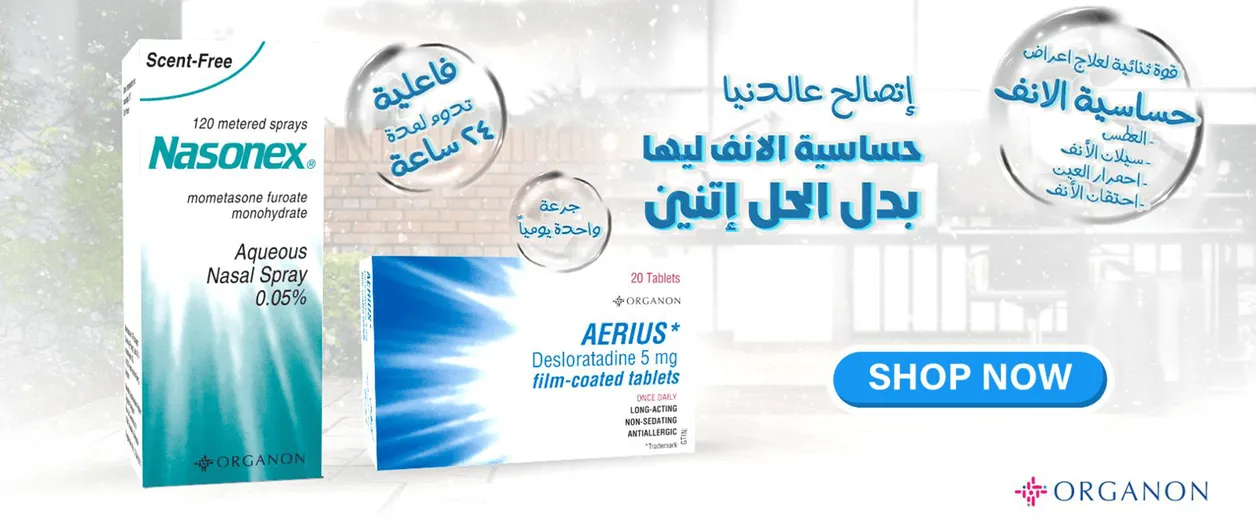 Scent-Free
120 metered sprays
Nasonex®
mometasone furoate
monohydrate
Aqueous
Nasal Spray
0.05%
ORGANON
فاعلية
تدوم لمدة
٢٤ ساعة
جرعة
واحدة يومياً
20 Tablets
ORGANON
AERIUS*
Desloratadine 5 mg
film-coated tablets
ONCE DAILY
LONG-ACTING
NON-SEDATING
ANTIALLERGIC
*Trademark
GTIN:
إتصالح عالدنيا
حساسية الانف ليها
بدل الحل إتنين
قوة ثنائية لعلاج اعراض
حساسية الانف
-العطس
-سيلان الأنف
-احمرار العين
-احتقان الأنف
SHOP NOW
ORGANON